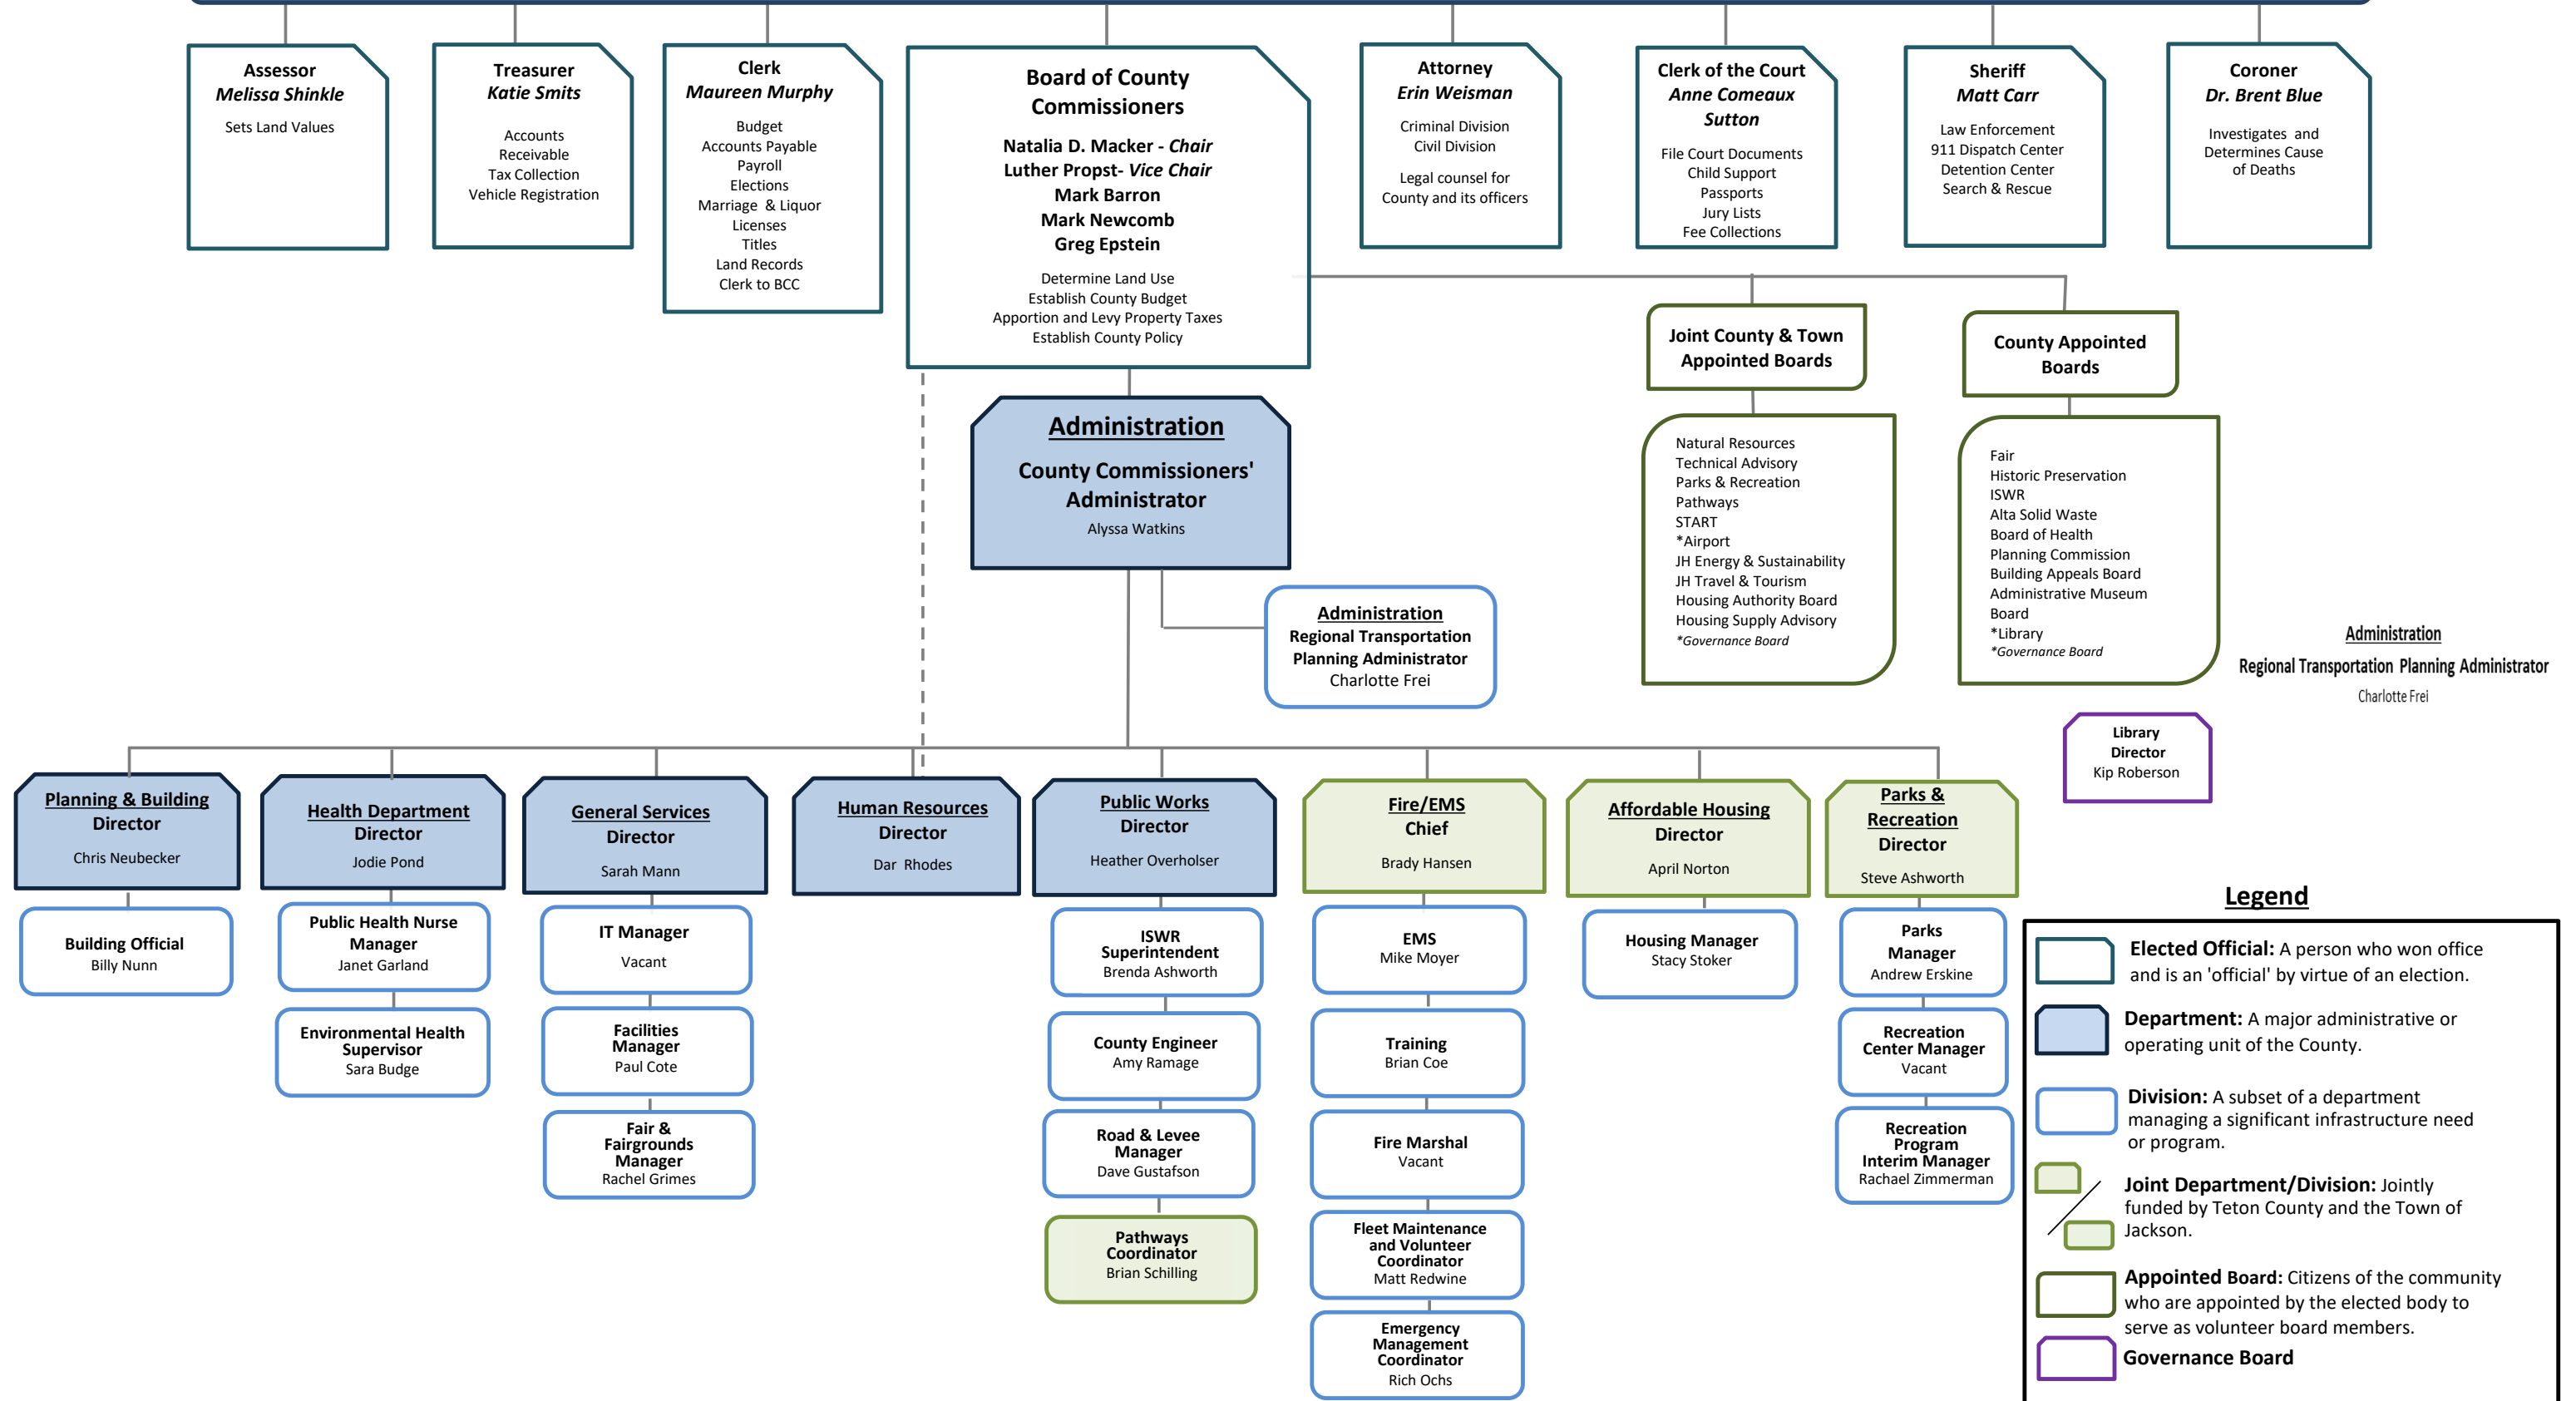 Assessor
Melissa Shinkle
Sets Land Values
Treasurer
Katie Smits
Accounts
Receivable
Tax Collection
Vehicle Registration
Clerk
Maureen Murphy
Budget
Accounts Payable
Payroll
Elections
Marriage & Liquor
Licenses
Titles
Land Records
Clerk to BCC
Board of County
Commissioners
Natalia D. Macker - Chair
Luther Propst- Vice Chair
Mark Barron
Mark Newcomb
Greg Epstein
Determine Land Use
Establish County Budget
Apportion and Levy Property Taxes
Establish County Policy
Attorney
Erin Weisman
Criminal Division
Civil Division
Legal counsel for
County and its officers
Clerk of the Court
Anne Comeaux
Sutton
File Court Documents
Child Support
Passports
Jury Lists
Fee Collections
Sheriff
Matt Carr
Law Enforcement
911 Dispatch Center
Detention Center
Search & Rescue
Coroner
Dr. Brent Blue
Investigates and
Determines Cause
of Deaths
Joint County & Town
Appointed Boards
County Appointed
Boards
Natural Resources
Technical Advisory
Parks & Recreation
Pathways
START
*Airport
JH Energy & Sustainability
JH Travel & Tourism
Housing Authority Board
Housing Supply Advisory
*Governance Board
Fair
Historic Preservation
ISWR
Alta Solid Waste
Board of Health
Planning Commission
Building Appeals Board
Administrative Museum
Board
*Library
*Governance Board
Administration
County Commissioners'
Administrator
Alyssa Watkins
Administration
Regional Transportation
Planning Administrator
Charlotte Frei
Administration
Regional Transportation Planning Administrator
Charlotte Frei
Library
Director
Kip Roberson
Planning & Building
Director
Chris Neubecker
Building Official
Billy Nunn
Health Department
Director
Jodie Pond
Public Health Nurse
Manager
Janet Garland
Environmental Health
Supervisor
Sara Budge
General Services
Director
Sarah Mann
IT Manager
Vacant
Facilities
Manager
Paul Cote
Fair &
Fairgrounds
Manager
Rachel Grimes
Human Resources
Director
Dar Rhodes
Public Works
Director
Heather Overholser
ISWR
Superintendent
Brenda Ashworth
County Engineer
Amy Ramage
Road & Levee
Manager
Dave Gustafson
Pathways
Coordinator
Brian Schilling
Fire/EMS
Chief
Brady Hansen
EMS
Mike Moyer
Training
Brian Coe
Fire Marshal
Vacant
Fleet Maintenance
and Volunteer
Coordinator
Matt Redwine
Emergency
Management
Coordinator
Rich Ochs
Affordable Housing
Director
April Norton
Housing Manager
Stacy Stoker
Parks &
Recreation
Director
Steve Ashworth
Parks
Manager
Andrew Erskine
Recreation
Center Manager
Vacant
Recreation
Program
Interim Manager
Rachael Zimmerman
Legend
Elected Official: A person who won office
and is an 'official' by virtue of an election.
Department: A major administrative or
operating unit of the County.
Division: A subset of a department
managing a significant infrastructure need
or program.
Joint Department/Division: Jointly
funded by Teton County and the Town of
Jackson.
Appointed Board: Citizens of the community
who are appointed by the elected body to
serve as volunteer board members.
Governance Board